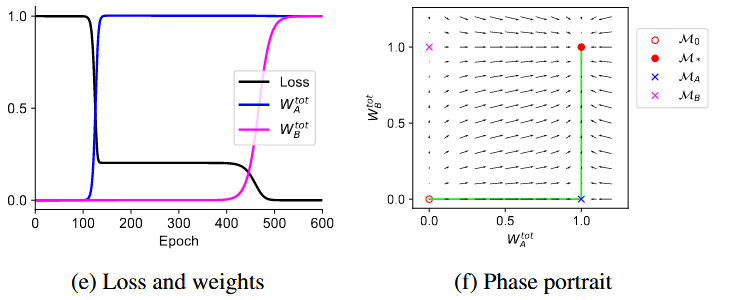 1.0
0.5
0.0
0 100 200 300 400 500 600
Epoch
Loss
W_A^{tot}
W_B^{tot}
(e) Loss and weights
1.0
0.5
0.0
W_B^{tot}
0.0 0.5 1.0
W_A^{tot}
ℳ_0
ℳ_*
ℳ_A
ℳ_B
(f) Phase portrait